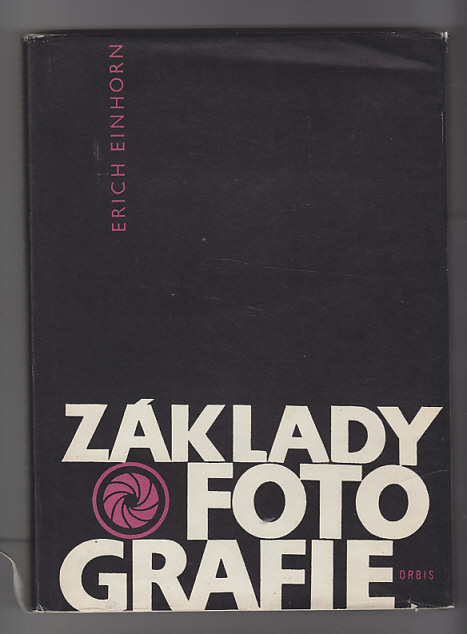 ERICH EINHORN
ZÁKLADY
FOTO
GRAFIE
ORBIS